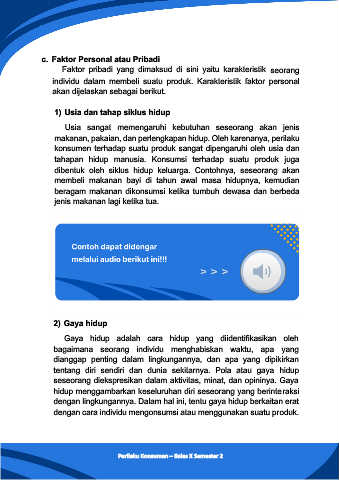 c. Faktor Personal atau Pribadi
Faktor pribadi yang dimaksud di sini yaitu karakteristik seorang
individu dalam membeli suatu produk. Karakteristik faktor personal
akan dijelaskan sebagai berikut.
1) Usia dan tahap siklus hidup
Usia sangat memengaruhi kebutuhan seseorang akan jenis
makanan, pakaian, dan perlengkapan hidup. Oleh karenanya, perilaku
konsumen terhadap suatu produk sangat dipengaruhi oleh usia dan
tahapan hidup manusia. Konsumsi terhadap suatu produk juga
dibentuk oleh siklus hidup keluarga. Contohnya, seseorang akan
membeli makanan bayi di tahun awal masa hidupnya, kemudian
beragam makanan dikonsumsi ketika tumbuh dewasa dan berbeda
jenis makanan lagi ketika tua.
Contoh dapat didengar
melalui audio berikut ini!!!
> > >
2) Gaya hidup
Gaya hidup adalah cara hidup yang diidentifikasikan oleh
bagaimana seorang individu menghabiskan waktu, apa yang
dianggap penting dalam lingkungannya, dan apa yang dipikirkan
tentang diri sendiri dan dunia sekitarnya. Pola atau gaya hidup
seseorang diekspresikan dalam aktivitas, minat, dan opininya. Gaya
hidup menggambarkan keseluruhan diri seseorang yang berinteraksi
dengan lingkungannya. Dalam hal ini, tentu gaya hidup berkaitan erat
dengan cara individu mengonsumsi atau menggunakan suatu produk.
Perilaku Konsumen – Kelas X Semester 2